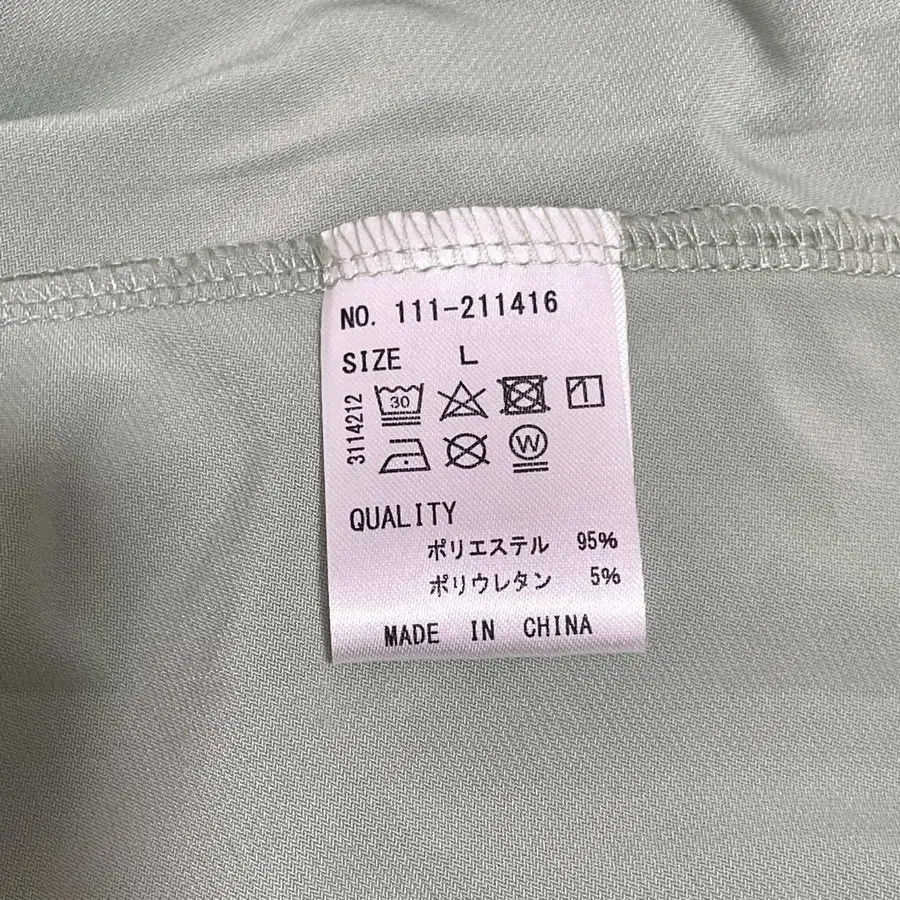 NO. 111-211416
SIZE L
3114212
30
W
QUALITY
ポリエステル 95%
ポリウレタン 5%
MADE IN CHINA